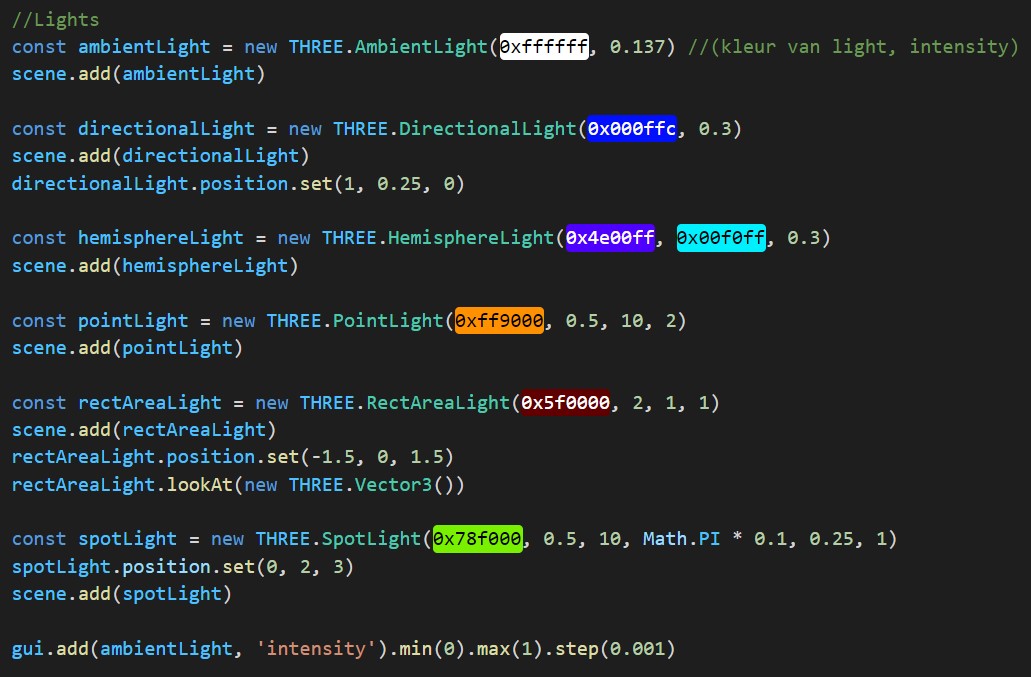 //Lights
const ambientLight = new THREE.AmbientLight(0xffffff, 0.137) //(kleur van light, intensity)
scene.add(ambientLight)
const directionalLight = new THREE.DirectionalLight(0x000ffc, 0.3)
scene.add(directionalLight)
directionalLight.position.set(1, 0.25, 0)
const hemisphereLight = new THREE.HemisphereLight(0x4e00ff, 0x00f0ff, 0.3)
scene.add(hemisphereLight)
const pointLight = new THREE.PointLight(0xff9000, 0.5, 10, 2)
scene.add(pointLight)
const rectAreaLight = new THREE.RectAreaLight(0x5f0000, 2, 1, 1)
scene.add(rectAreaLight)
rectAreaLight.position.set(-1.5, 0, 1.5)
rectAreaLight.lookAt(new THREE.Vector3())
const spotLight = new THREE.SpotLight(0x78f000, 0.5, 10, Math.PI * 0.1, 0.25, 1)
spotLight.position.set(0, 2, 3)
scene.add(spotLight)
gui.add(ambientLight, 'intensity').min(0).max(1).step(0.001)